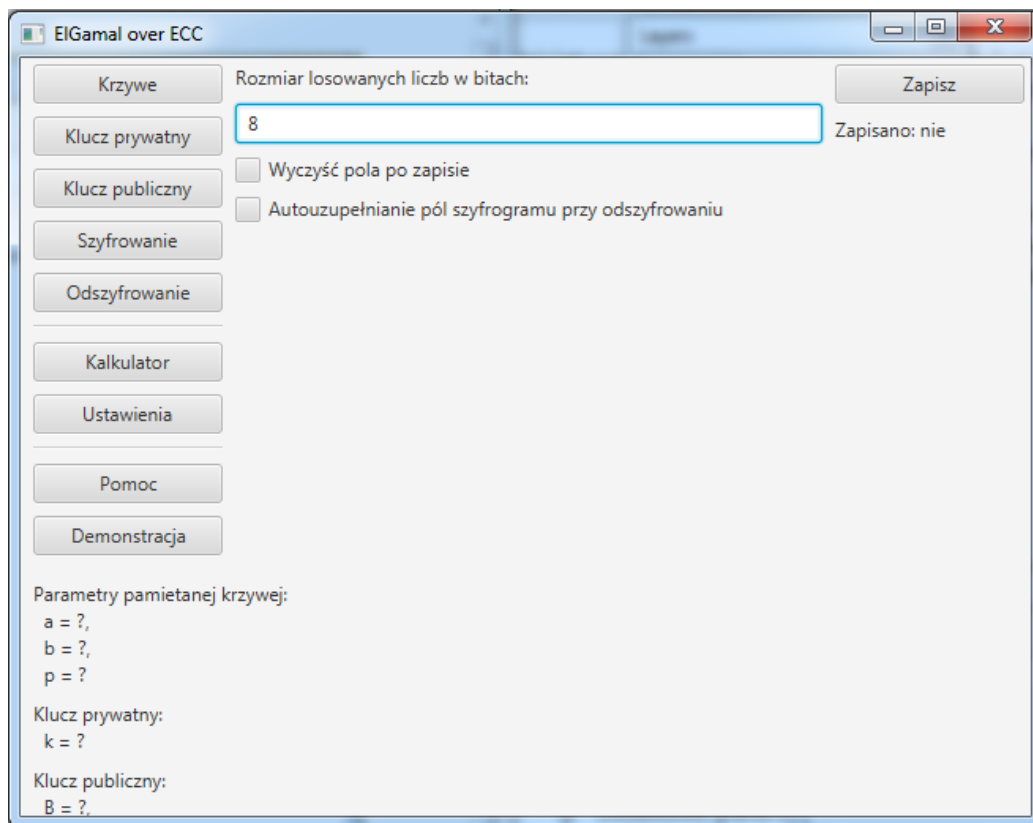 ElGamal over ECC
Krzywe
Klucz prywatny
Klucz publiczny
Szyfrowanie
Odszyfrowanie
Kalkulator
Ustawienia
Pomoc
Demonstracja
Parametry pamietanej krzywej:
a = ?,
b = ?,
p = ?
Klucz prywatny:
k = ?
Klucz publiczny:
B = ?,
Rozmiar losowanych liczb w bitach:
8
Wyczyść pola po zapisie
Autouzupełnianie pól szyfrogramu przy odszyfrowaniu
Zapisz
Zapisano: nie